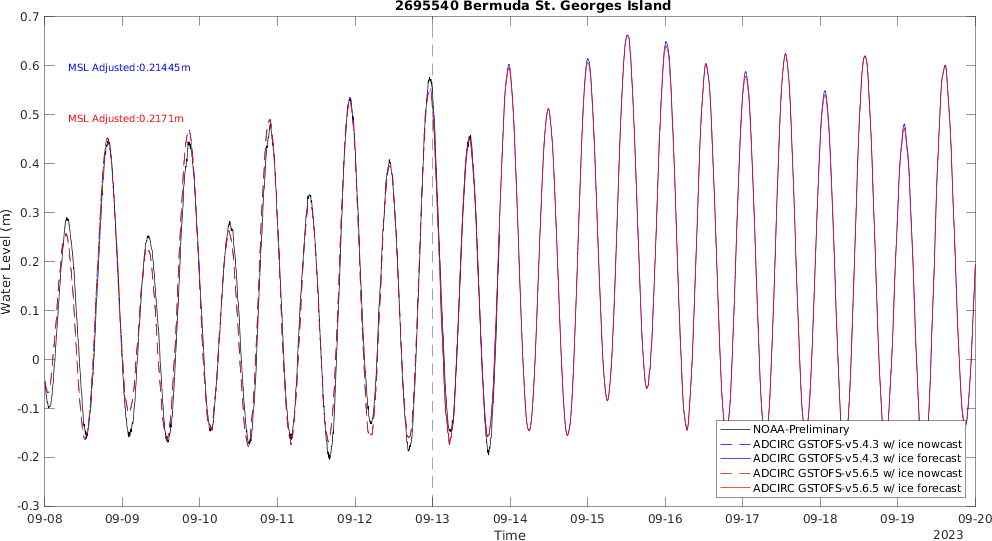 2695540 Bermuda St. Georges Island
0.7
0.6
0.5
0.4
0.3
0.2
0.1
0
-0.1
-0.2
-0.3
Water Level (m)
MSL Adjusted:0.21445m
MSL Adjusted:0.2171m
NOAA-Preliminary
ADCIRC GSTOFS-v5.4.3 w/ ice nowcast
ADCIRC GSTOFS-v5.4.3 w/ ice forecast
ADCIRC GSTOFS-v5.6.5 w/ ice nowcast
ADCIRC GSTOFS-v5.6.5 w/ ice forecast
09-08 09-09 09-10 09-11 09-12 09-13 09-14 09-15 09-16 09-17 09-18 09-19 09-20
Time
2023